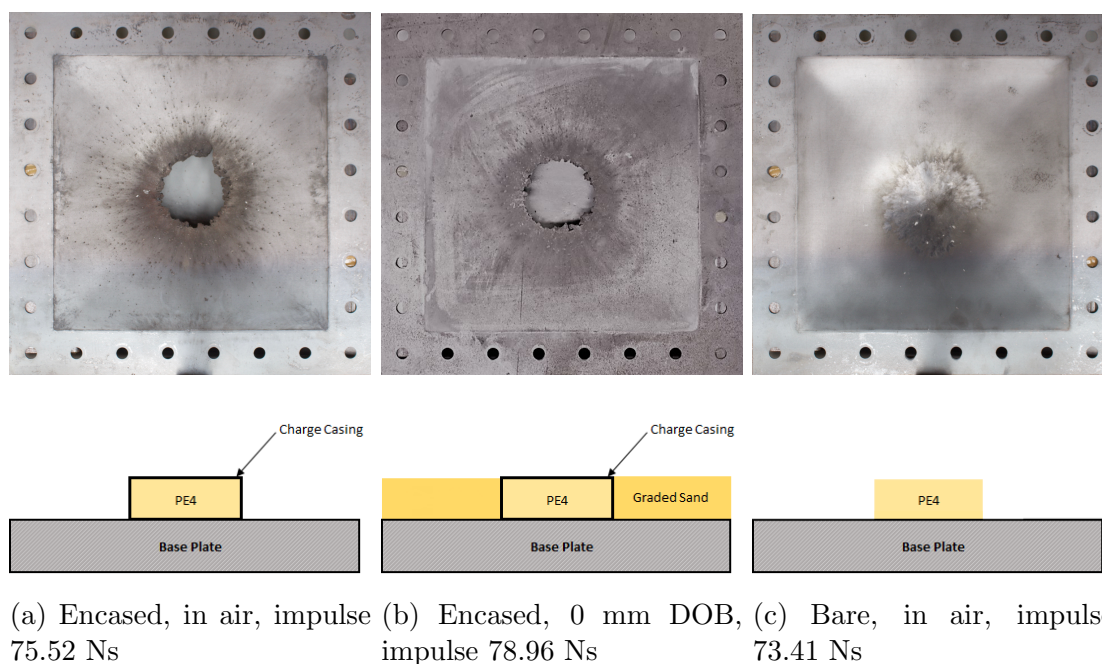 Charge Casing
PE4
Base Plate
Charge Casing
PE4
Graded Sand
Base Plate
PE4
Base Plate
(a) Encased, in air, impulse
75.52 Ns
(b) Encased, 0 mm DOB,
impulse 78.96 Ns
(c) Bare, in air, impuls
73.41 Ns